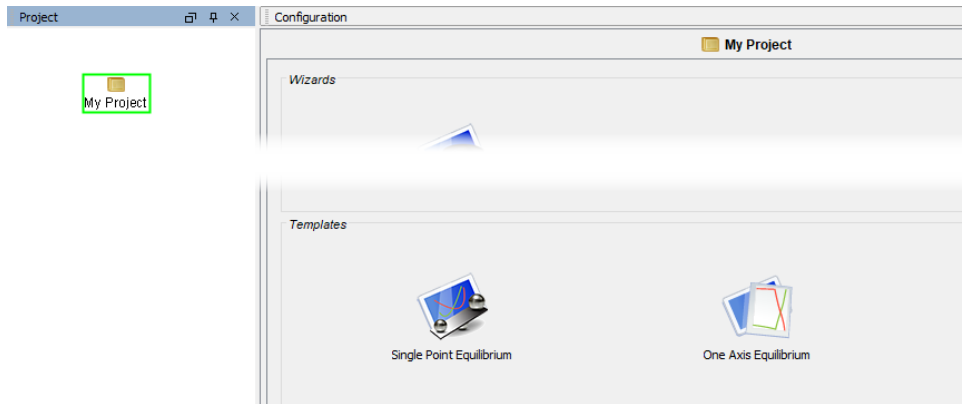 Project
Configuration
My Project
My Project
Wizards
Templates
Single Point Equilibrium
One Axis Equilibrium